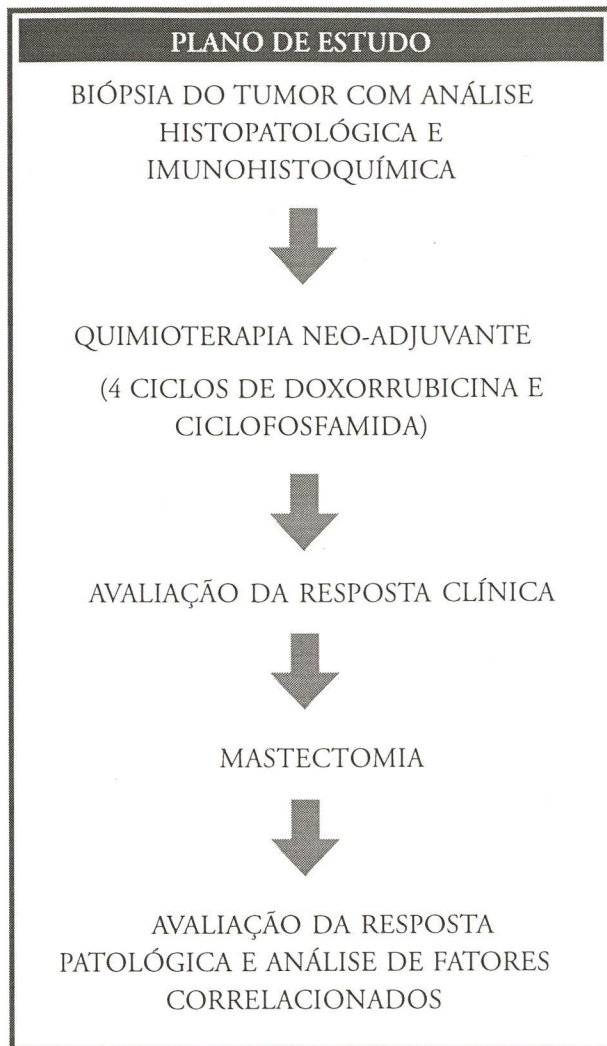 PLANO DE ESTUDO
BIÓPSIA DO TUMOR COM ANÁLISE
HISTOPATOLÓGICA E
IMUNOHISTOQUÍMICA
QUIMIOTERAPIA NEO-ADJUVANTE
(4 CICLOS DE DOXORRUBICINA E
CICLOFOSFAMIDA)
AVALIAÇÃO DA RESPOSTA CLÍNICA
MASTECTOMIA
AVALIAÇÃO DA RESPOSTA
PATOLÓGICA E ANÁLISE DE FATORES
CORRELACIONADOS